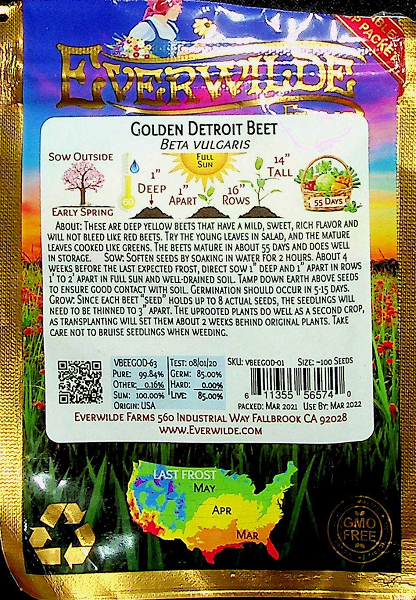 EVERWILDE
GOLDEN DETROIT BEET
BETA VULGARIS
SOW OUTSIDE
EARLY SPRING
60
1"
DEEP
FULL
SUN
1"
APART
16"
ROWS
14"
TALL
55 DAYS
ABOUT: THESE ARE DEEP YELLOW BEETS THAT HAVE A MILD, SWEET, RICH FLAVOR AND
WILL NOT BLEED LIKE RED BEETS. TRY THE YOUNG LEAVES IN SALAD, AND THE MATURE
LEAVES COOKED LIKE GREENS. THE BEETS MATURE IN ABOUT 55 DAYS AND DOES WELL
IN STORAGE. SOW: SOFTEN SEEDS BY SOAKING IN WATER FOR 2 HOURS. ABOUT 4
WEEKS BEFORE THE LAST EXPECTED FROST, DIRECT SOW 1" DEEP AND 1" APART IN ROWS
1' TO 2' APART IN FULL SUN AND WELL-DRAINED SOIL. TAMP DOWN EARTH ABOVE SEEDS
TO ENSURE GOOD CONTACT WITH SOIL. GERMINATION SHOULD OCCUR IN 5-15 DAYS.
GROW: SINCE EACH BEET "SEED" HOLDS UP TO 8 ACTUAL SEEDS, THE SEEDLINGS WILL
NEED TO BE THINNED TO 3" APART. THE UPROOTED PLANTS DO WELL AS A SECOND CROP,
AS TRANSPLANTING WILL SET THEM ABOUT 2 WEEKS BEHIND ORIGINAL PLANTS. TAKE
CARE NOT TO BRUISE SEEDLINGS WHEN WEEDING.
VBEEGOD-63 TEST: 08/01/20 SKU: VBEEGOD-01 SIZE: ~100 SEEDS
PURE: 99.84% GERM: 85.00%
OTHER: 0.16% HARD: 0.00%
SUM: 100.00% LIVE: 85.00%
ORIGIN: USA
6 11355 56574 0
PACKED: MAR 2021 USE BY: MAR 2022
EVERWILDE FARMS 560 INDUSTRIAL WAY FALLBROOK CA 92028
WWW.EVERWILDE.COM
LAST FROST
MAY
APR
MAR
GMO
FREE